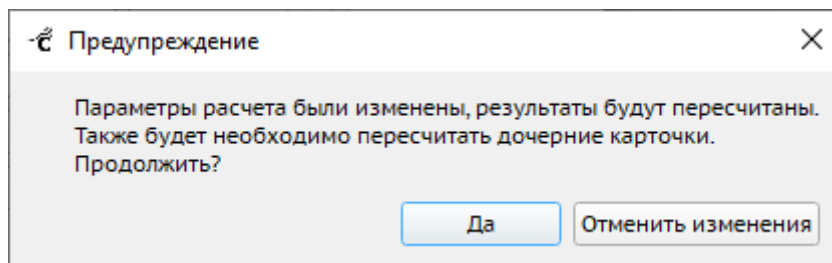 Предупреждение
Параметры расчета были изменены, результаты будут пересчитаны.
Также будет необходимо пересчитать дочерние карточки.
Продолжить?
Да
Отменить изменения